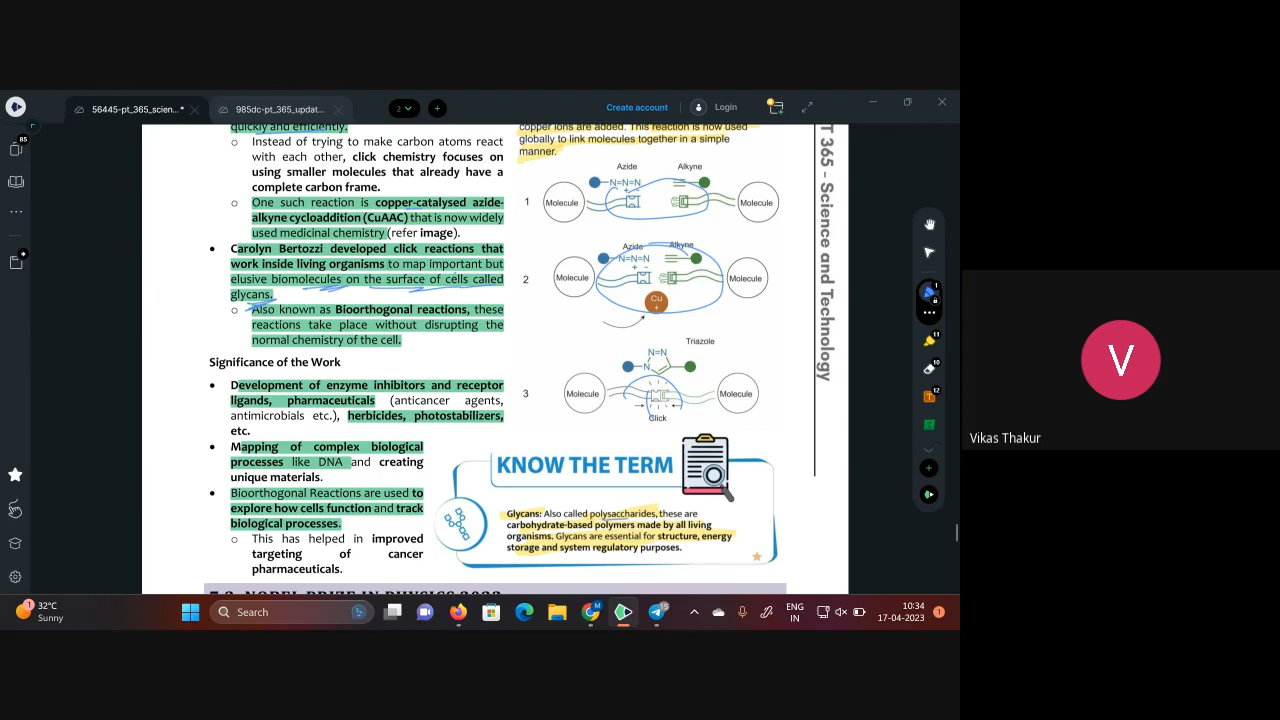 56445-pt_365_scien...*
985dc-pt_365_updat...
2
Create account
Login
85
quickly and efficiently.
Instead of trying to make carbon atoms react
with each other, click chemistry focuses on
using smaller molecules that already have a
complete carbon frame.
One such reaction is copper-catalysed azide-
alkyne cycloaddition (CuAAC) that is now widely
used medicinal chemistry (refer image).
Carolyn Bertozzi developed click reactions that
work inside living organisms to map important but
elusive biomolecules on the surface of cells called
glycans.
Also known as Bioorthogonal reactions, these
reactions take place without disrupting the
normal chemistry of the cell.
Significance of the Work
Development of enzyme inhibitors and receptor
ligands, pharmaceuticals (anticancer agents,
antimicrobials etc.), herbicides, photostabilizers,
etc.
Mapping of complex biological
processes like DNA and creating
unique materials.
Bioorthogonal Reactions are used to
explore how cells function and track
biological processes.
This has helped in improved
targeting of cancer
pharmaceuticals.
copper ions are added. This reaction is now used
globally to link molecules together in a simple
manner.
Azide Alkyne
N=N=N
+ -
1 Molecule Molecule
Azide Alkyne
N=N=N
+ -
2 Molecule Molecule
Cu
+
Triazole
N=N
N
3 Molecule Molecule
Click
KNOW THE TERM
Glycans: Also called polysaccharides, these are
carbohydrate-based polymers made by all living
organisms. Glycans are essential for structure, energy
storage and system regulatory purposes.
T 365 - Science and Technology
1
11
10
12
V
Vikas Thakur
1
32°C
Sunny
Search
M
15
ENG
IN
10:34
17-04-2023
1